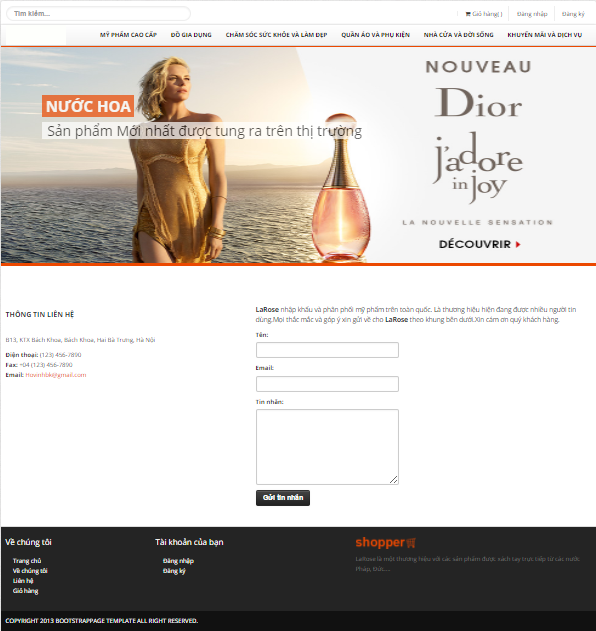 Tìm kiếm...
Giỏ hàng( )
Đăng nhập
Đăng ký
MỸ PHẨM CAO CẤP
ĐỒ GIA DỤNG
CHĂM SÓC SỨC KHỎE VÀ LÀM ĐẸP
QUẦN ÁO VÀ PHỤ KIỆN
NHÀ CỬA VÀ ĐỜI SỐNG
KHUYẾN MÃI VÀ DỊCH VỤ
NOUVEAU
Dior
j'adore
in joy
LA NOUVELLE SENSATION
DÉCOUVRIR
NƯỚC HOA
Sản phẩm Mới nhất được tung ra trên thị trường
THÔNG TIN LIÊN HỆ
B13, KTX Bách Khoa, Bách Khoa, Hai Bà Trưng, Hà Nội
Điện thoại: (123) 456-7890
Fax: +04 (123) 456-7890
Email: Hovinhbk@gmail.com
LaRose nhập khẩu và phân phối mỹ phẩm trên toàn quốc. Là thương hiệu hiện đang được nhiều người tin
dùng.Mọi thắc mắc và góp ý xin gửi về cho LaRose theo khung bên dưới.Xin cảm ơn quý khách hàng.
Tên:
Email:
Tin nhắn:
Gửi tin nhắn
Về chúng tôi
Trang chủ
Về chúng tôi
Liên hệ
Giỏ hàng
Tài khoản của bạn
Đăng nhập
Đăng ký
shopper
LaRose là một thương hiệu với các sản phẩm được xách tay trực tiếp từ các nước
Pháp, Đức....
COPYRIGHT 2013 BOOTSTRAPPAGE TEMPLATE ALL RIGHT RESERVED.